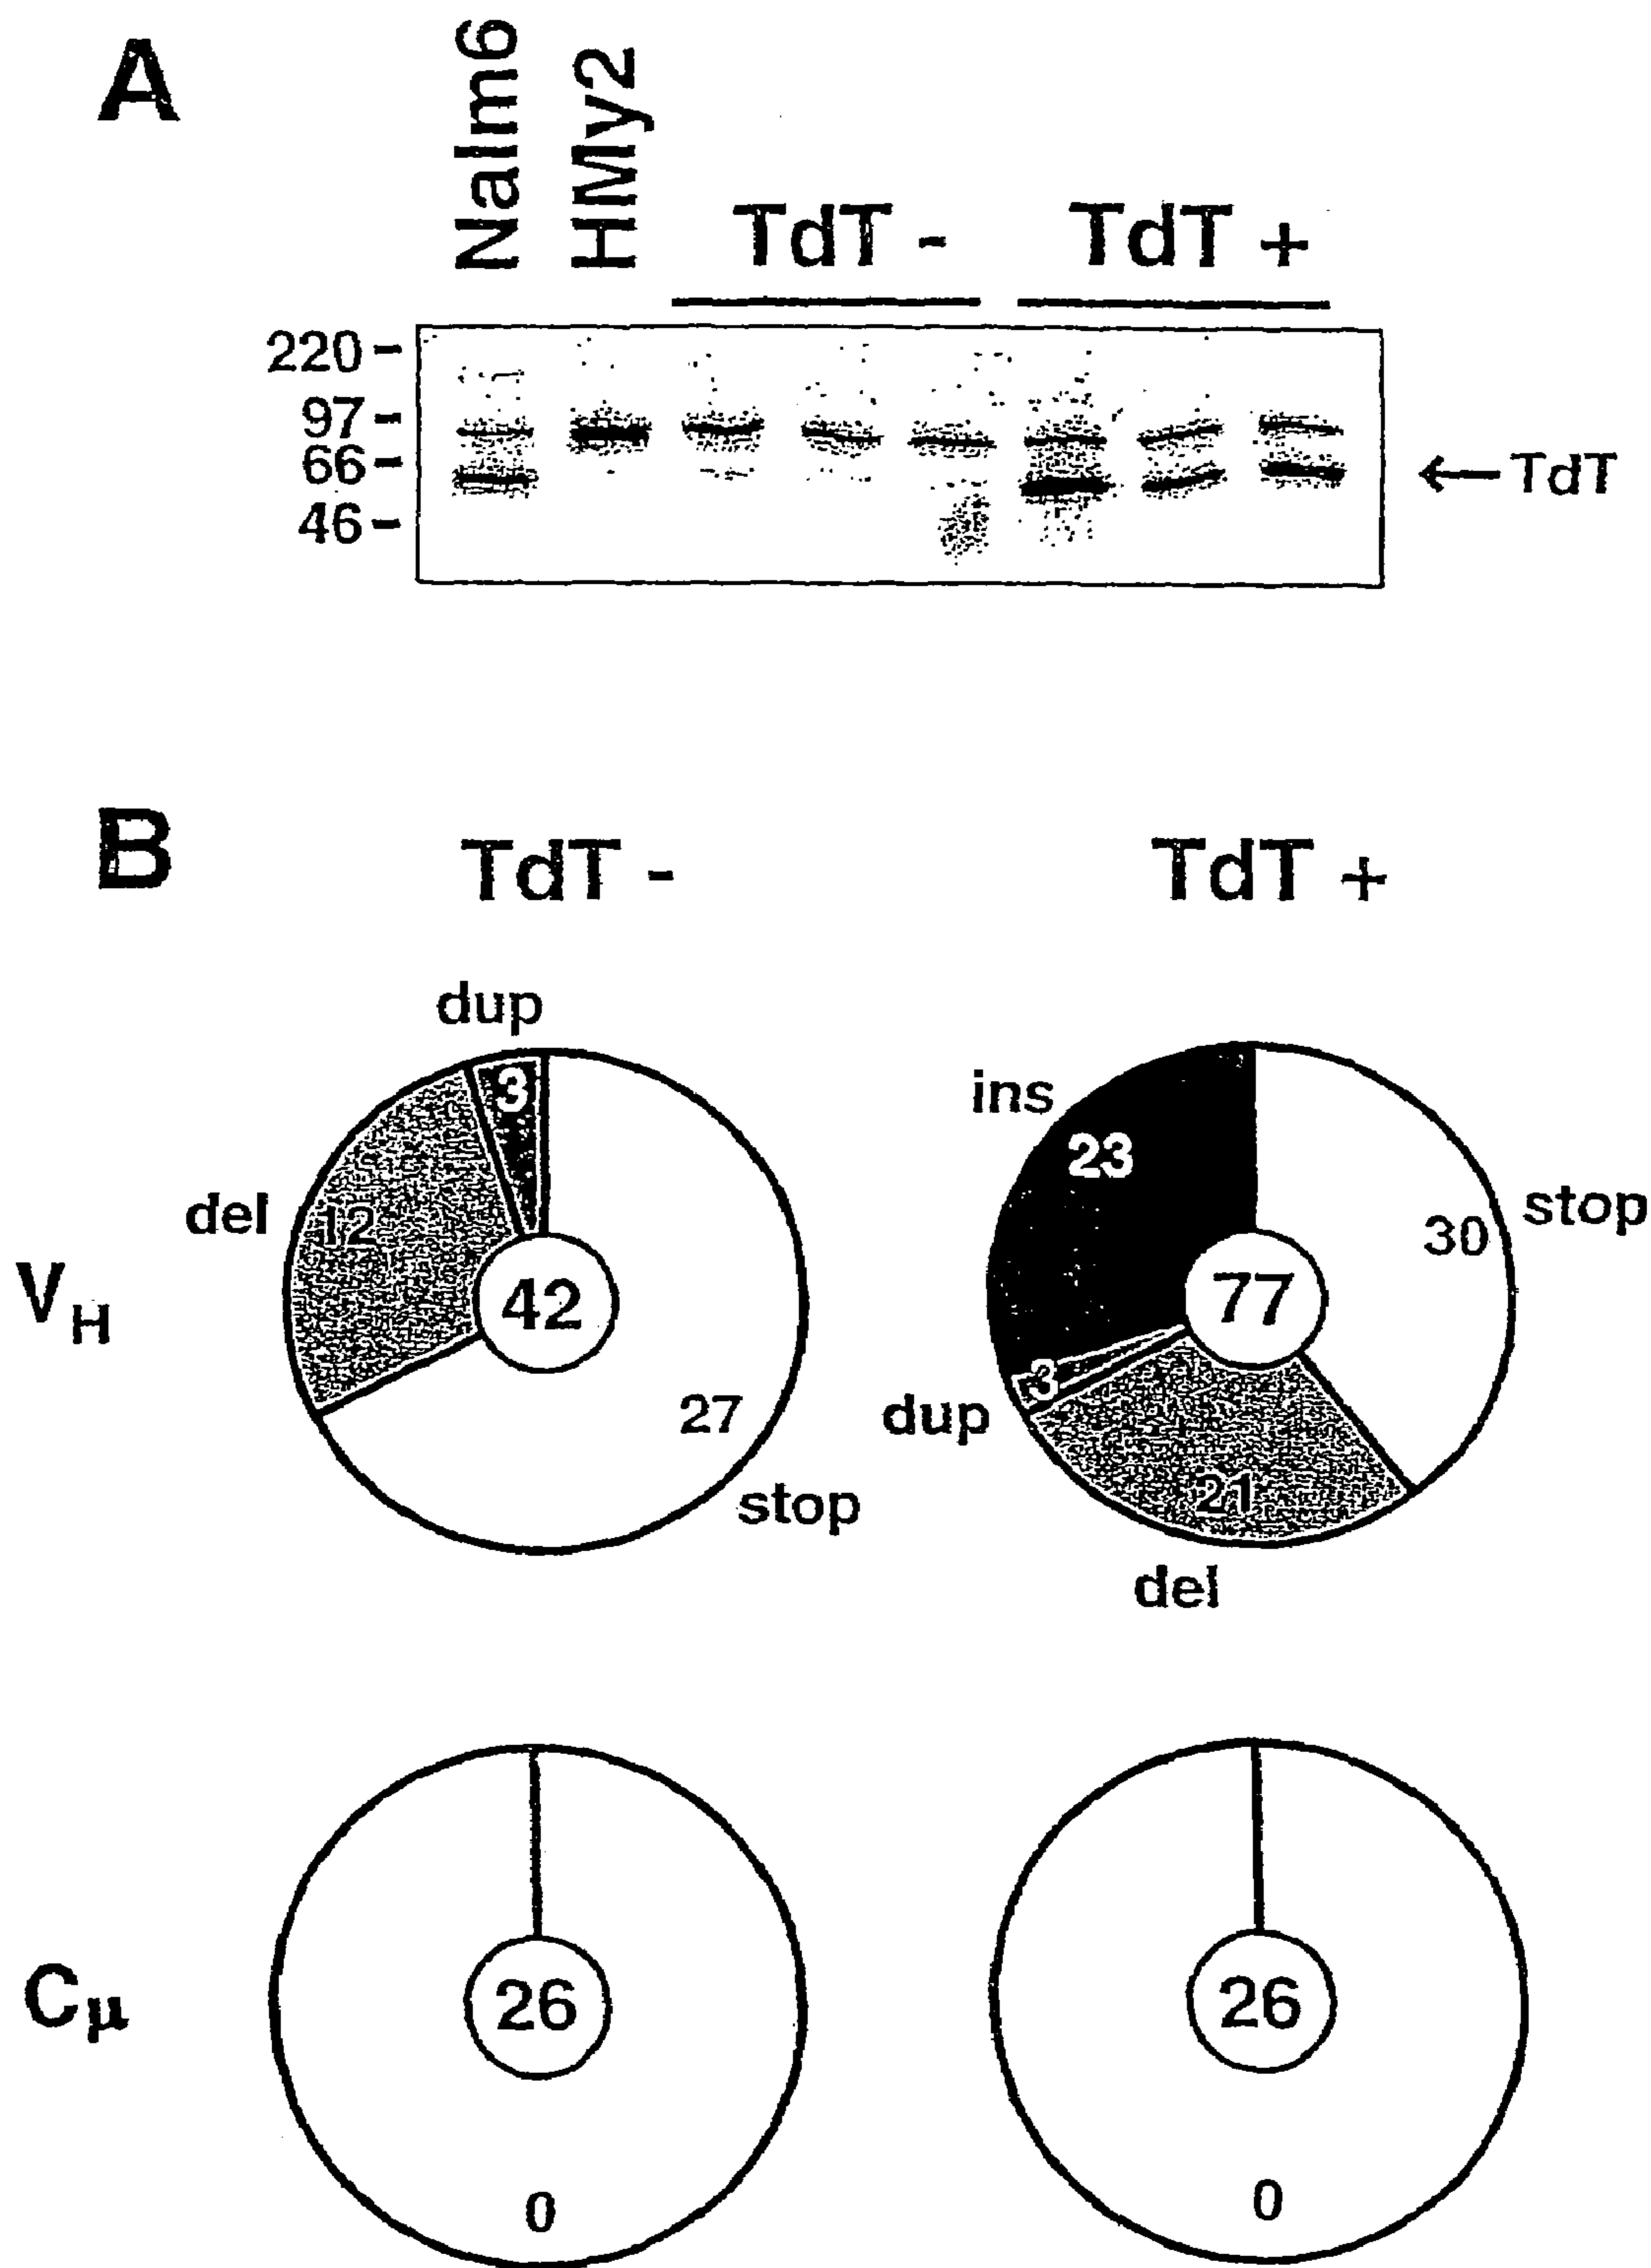 A
Nalm6
HMy2
TdT -
TdT +
220
97
66
46
←TdT
B
TdT -
TdT +
dup
3
del
12
42
27
stop
ins
23
stop
30
77
3
dup
21
del
VH
Cμ
26
0
26
0